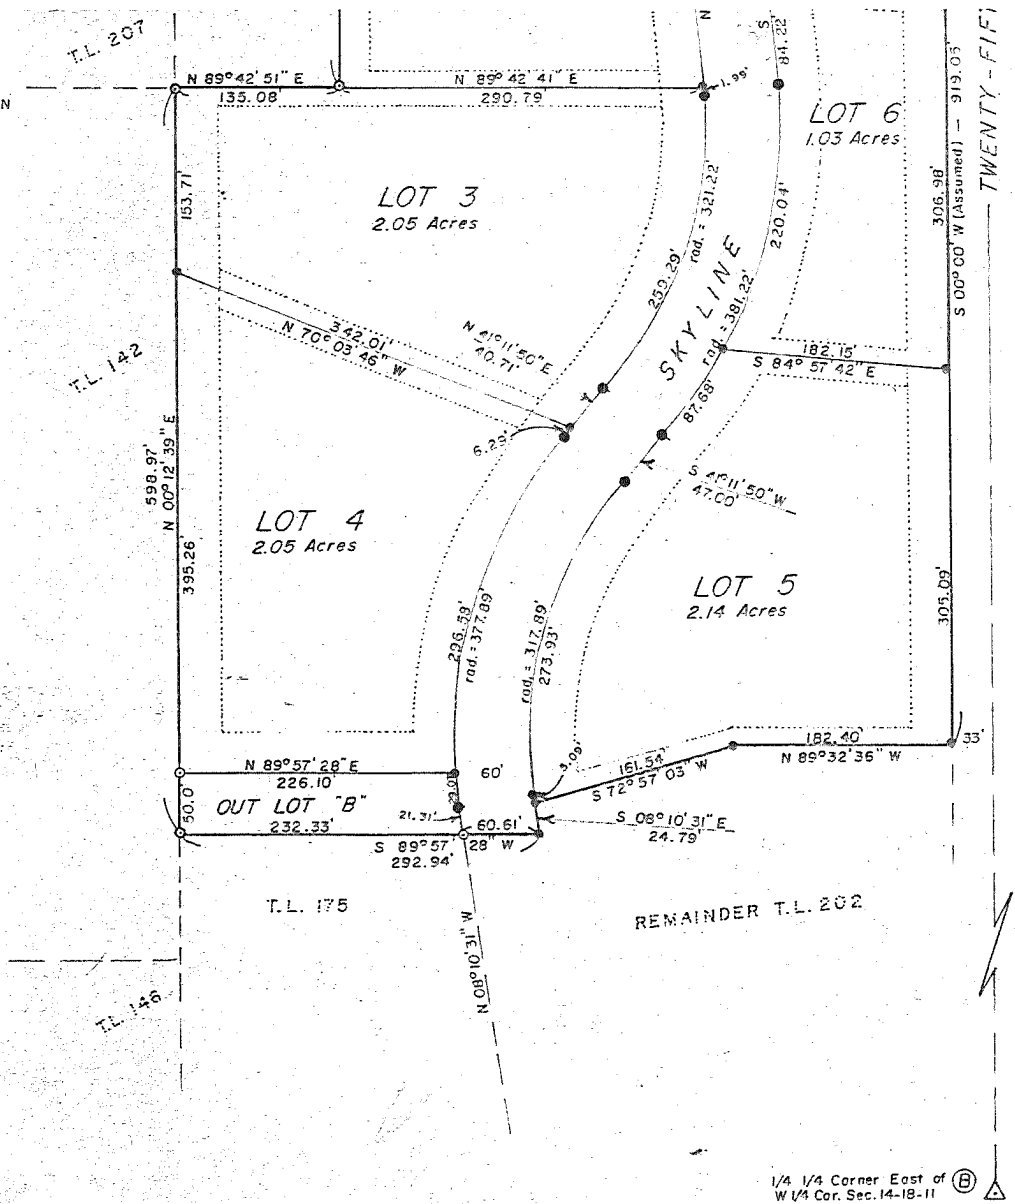 T.L. 207
N 89° 42' 51" E
135.08'
N 89° 42' 41" E
290.79'
N
S
84.22
1.99'
N
LOT 6
1.03 Acres
919.05'
S 00° 00' W (Assumed) —
TWENTY-FIF
306.98'
LOT 3
2.05 Acres
153.71'
rad. = 321.22'
220.04'
SKYLINE
rad. = 381.22'
342.01'
N 70° 03' 46" W
N 41° 11' 50" E
40.71'
182.15'
S 84° 57' 42" E
87.68'
T.L. 142
6.29'
S 41° 11' 50" W
47.00'
598.97'
N 00° 12' 39" E
395.26'
LOT 4
2.05 Acres
LOT 5
2.14 Acres
305.09'
296.58'
rad. = 377.89'
rad. = 317.89'
273.93'
182.40'
N 89° 32' 36" W
33'
3.09'
161.54'
S 72° 57' 03" W
N 89° 57' 28" E
226.10'
60'
50.0'
OUT LOT "B"
21.31'
232.33'
60.61'
S 08° 10' 31" E
24.79'
S 89° 57' 28" W
292.94'
T.L. 175
REMAINDER T.L. 202
N 08° 10' 31" W
T.L. 146
1/4 1/4 Corner East of B
W 1/4 Cor. Sec. 14-18-11